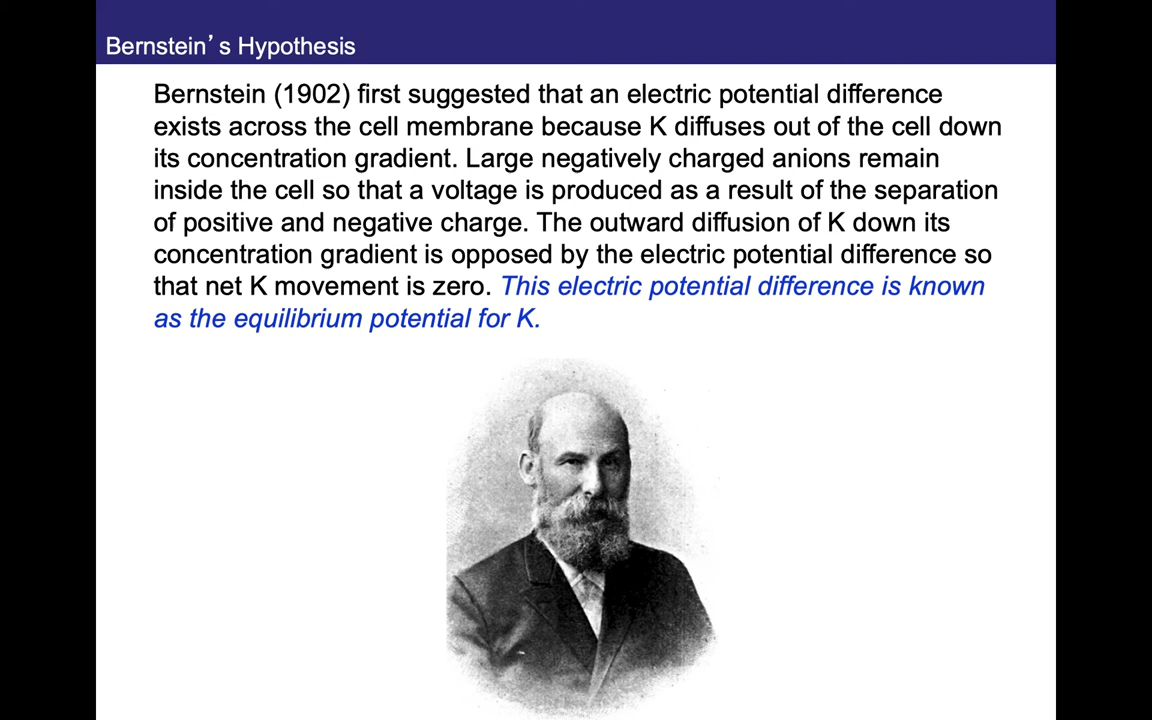 Bernstein’s Hypothesis
Bernstein (1902) first suggested that an electric potential difference
exists across the cell membrane because K diffuses out of the cell down
its concentration gradient. Large negatively charged anions remain
inside the cell so that a voltage is produced as a result of the separation
of positive and negative charge. The outward diffusion of K down its
concentration gradient is opposed by the electric potential difference so
that net K movement is zero. This electric potential difference is known
as the equilibrium potential for K.